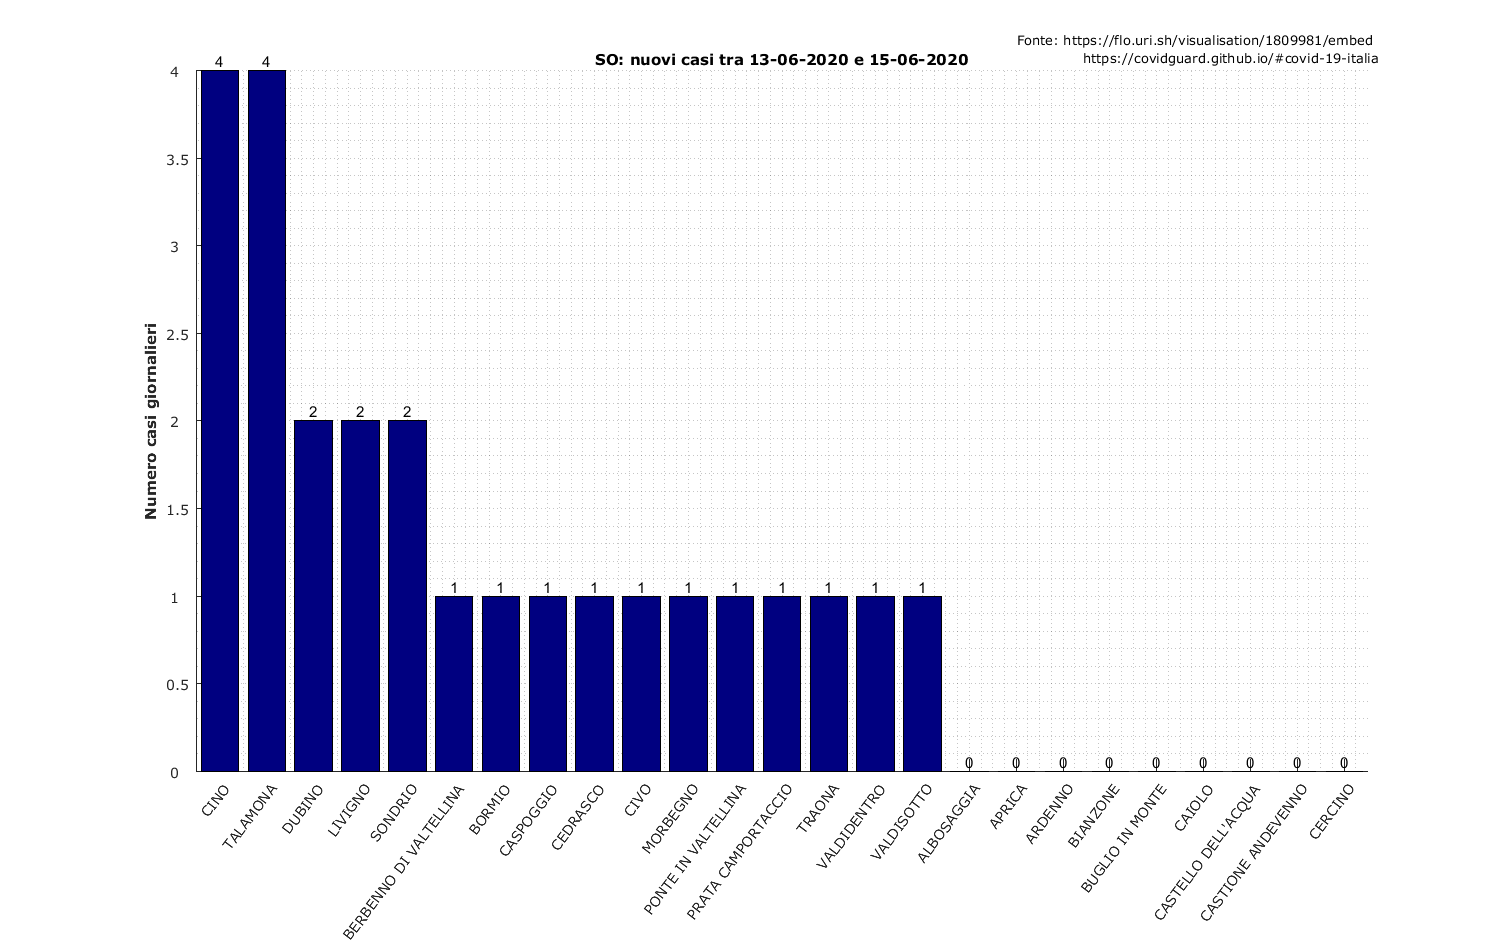 Fonte: https://flo.uri.sh/visualisation/1809981/embed
https://covidguard.github.io/#covid-19-italia
SO: nuovi casi tra 13-06-2020 e 15-06-2020
Numero casi giornalieri
4
3.5
3
2.5
2
1.5
1
0.5
0
4
4
2
2
2
1
1
1
1
1
1
1
1
1
1
1
0
0
0
0
0
0
0
0
0
CINO
TALAMONA
DUBINO
LIVIGNO
SONDRIO
BERBENNO DI VALTELLINA
BORMIO
CASPOGGIO
CEDRASCO
CIVO
MORBEGNO
PONTE IN VALTELLINA
PRATA CAMPORTACCIO
TRAONA
VALDIDENTRO
VALDISOTTO
ALBOSAGGIA
APRICA
ARDENNO
BIANZONE
BUGLIO IN MONTE
CAIOLO
CASTELLO DELL'ACQUA
CASTIONE ANDEVENNO
CERCINO